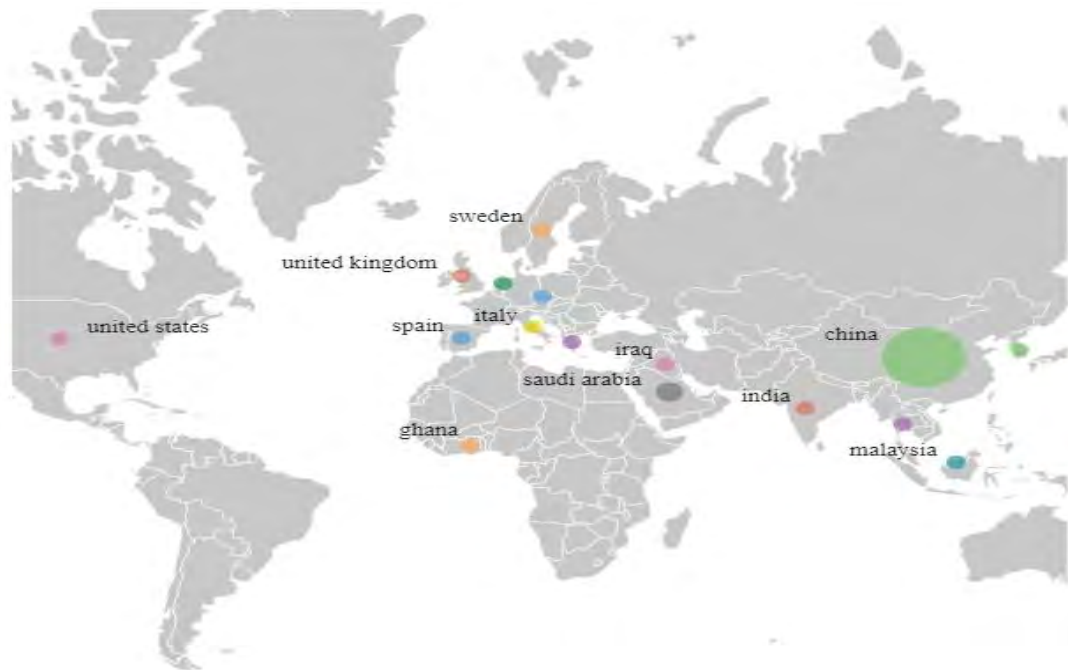 sweden
united kingdom
united states
spain
italy
china
iraq
saudi arabia
india
ghana
malaysia